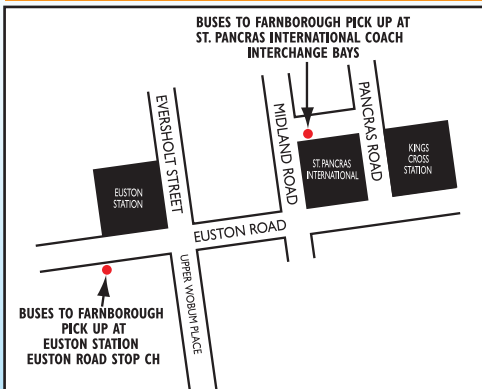 BUSES TO FARNBOROUGH PICK UP AT
ST. PANCRAS INTERNATIONAL COACH
INTERCHANGE BAYS
EVERSHOLT STREET
MIDLAND ROAD
PANCRAS ROAD
EUSTON
STATION
ST. PANCRAS
INTERNATIONAL
KINGS
CROSS
STATION
EUSTON ROAD
UPPER WOBUM PLACE
BUSES TO FARNBOROUGH
PICK UP AT
EUSTON STATION
EUSTON ROAD STOP CH